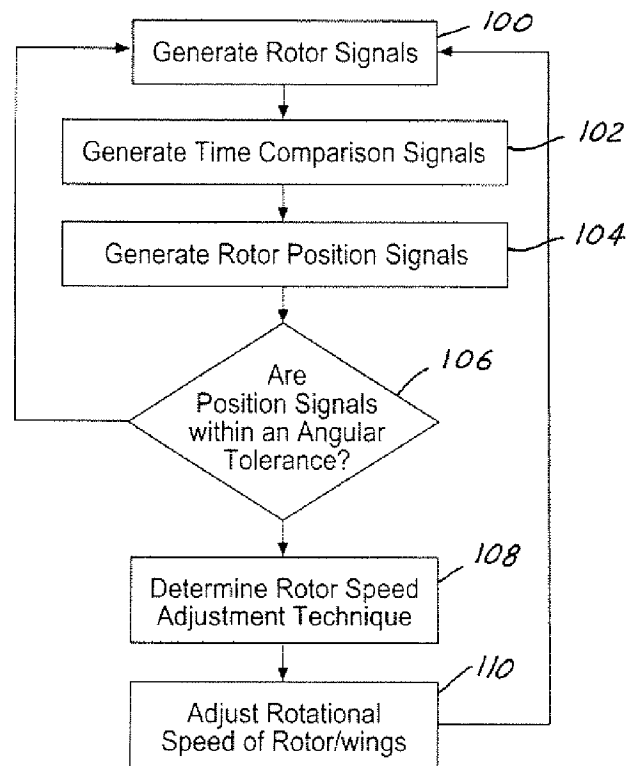 100
Generate Rotor Signals
102
Generate Time Comparison Signals
104
Generate Rotor Position Signals
106
Are
Position Signals
within an Angular
Tolerance?
108
Determine Rotor Speed
Adjustment Technique
110
Adjust Rotational
Speed of Rotor/wings